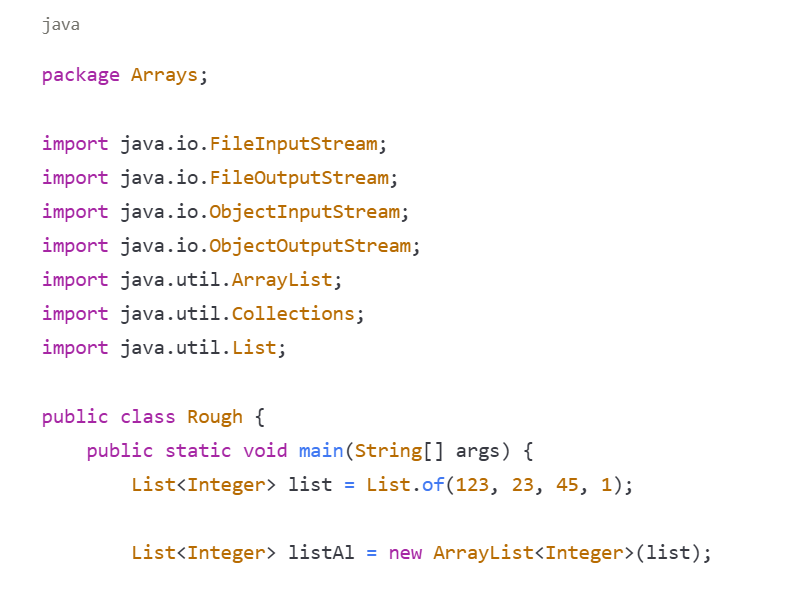 java
package Arrays;
import java.io.FileInputStream;
import java.io.FileOutputStream;
import java.io.ObjectInputStream;
import java.io.ObjectOutputStream;
import java.util.ArrayList;
import java.util.Collections;
import java.util.List;
public class Rough {
public static void main(String[] args) {
List<Integer> list = List.of(123, 23, 45, 1);
List<Integer> listAl = new ArrayList<Integer>(list);